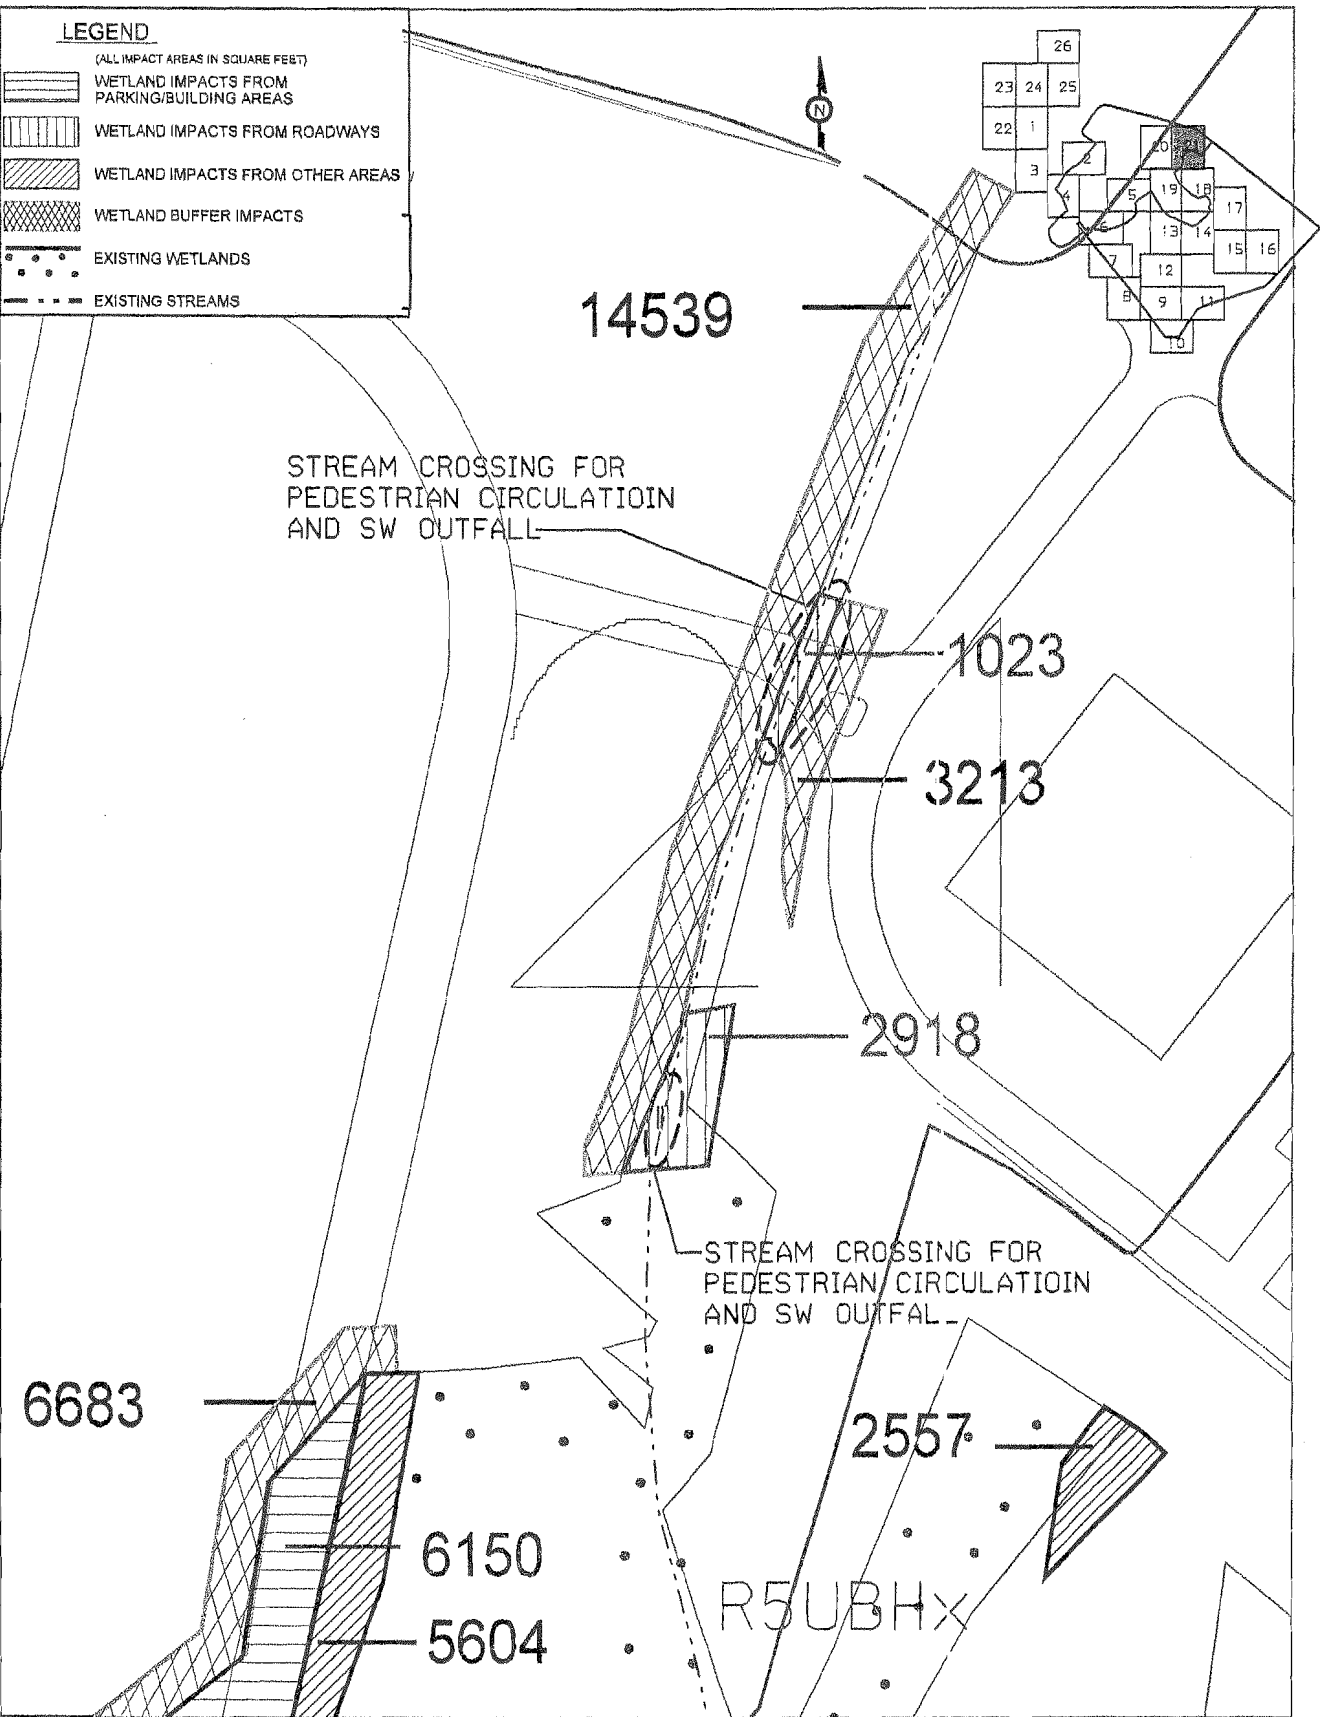 LEGEND
(ALL IMPACT AREAS IN SQUARE FEET)
WETLAND IMPACTS FROM
PARKING/BUILDING AREAS
WETLAND IMPACTS FROM ROADWAYS
WETLAND IMPACTS FROM OTHER AREAS
WETLAND BUFFER IMPACTS
EXISTING WETLANDS
EXISTING STREAMS
N
26
23 24 25
22 1
2 20 21
3
4 5 19 18
17
6 13 14
7 15 16
12
8 9 11
10
14539
STREAM CROSSING FOR
PEDESTRIAN CIRCULATIOIN
AND SW OUTFALL
1023
3213
2918
STREAM CROSSING FOR
PEDESTRIAN CIRCULATIOIN
AND SW OUTFAL
6683
2557
6150
5604
R5UBHx